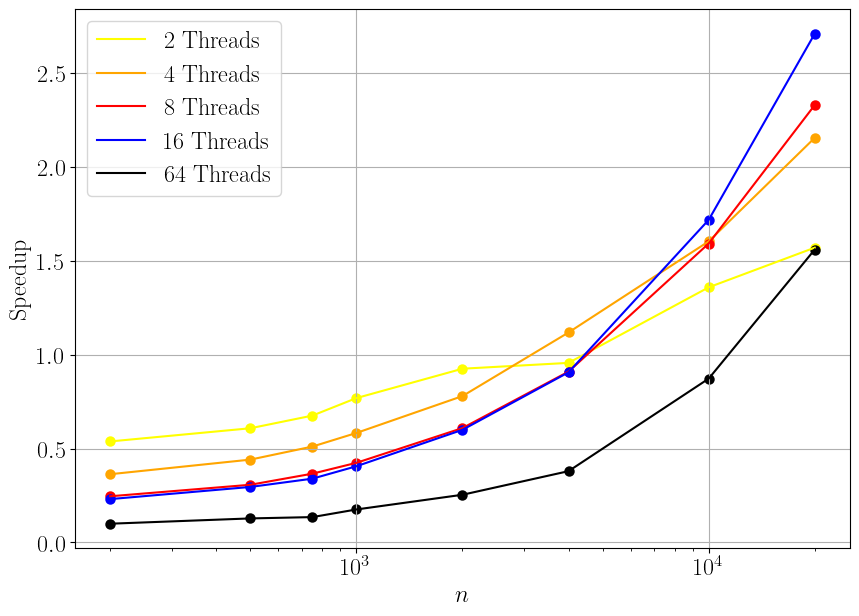 2 Threads
4 Threads
8 Threads
16 Threads
64 Threads
2.5
2.0
1.5
1.0
0.5
0.0
Speedup
10³
10⁴
n